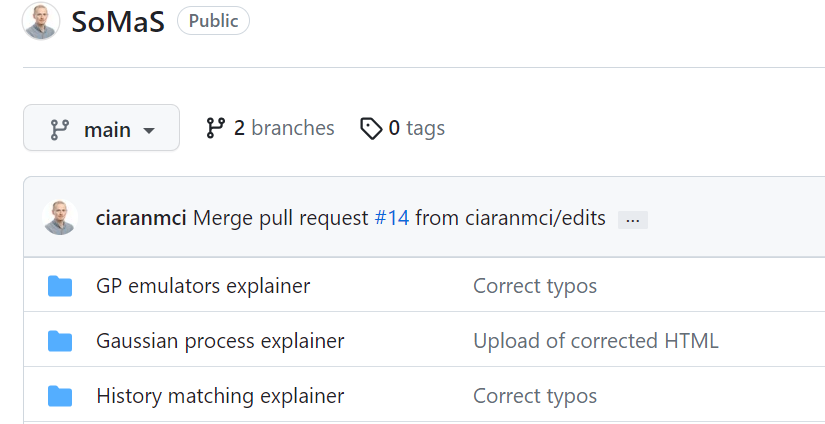 SoMaS Public
main 2 branches 0 tags
ciaranmci Merge pull request #14 from ciaranmci/edits ...
GP emulators explainer Correct typos
Gaussian process explainer Upload of corrected HTML
History matching explainer Correct typos